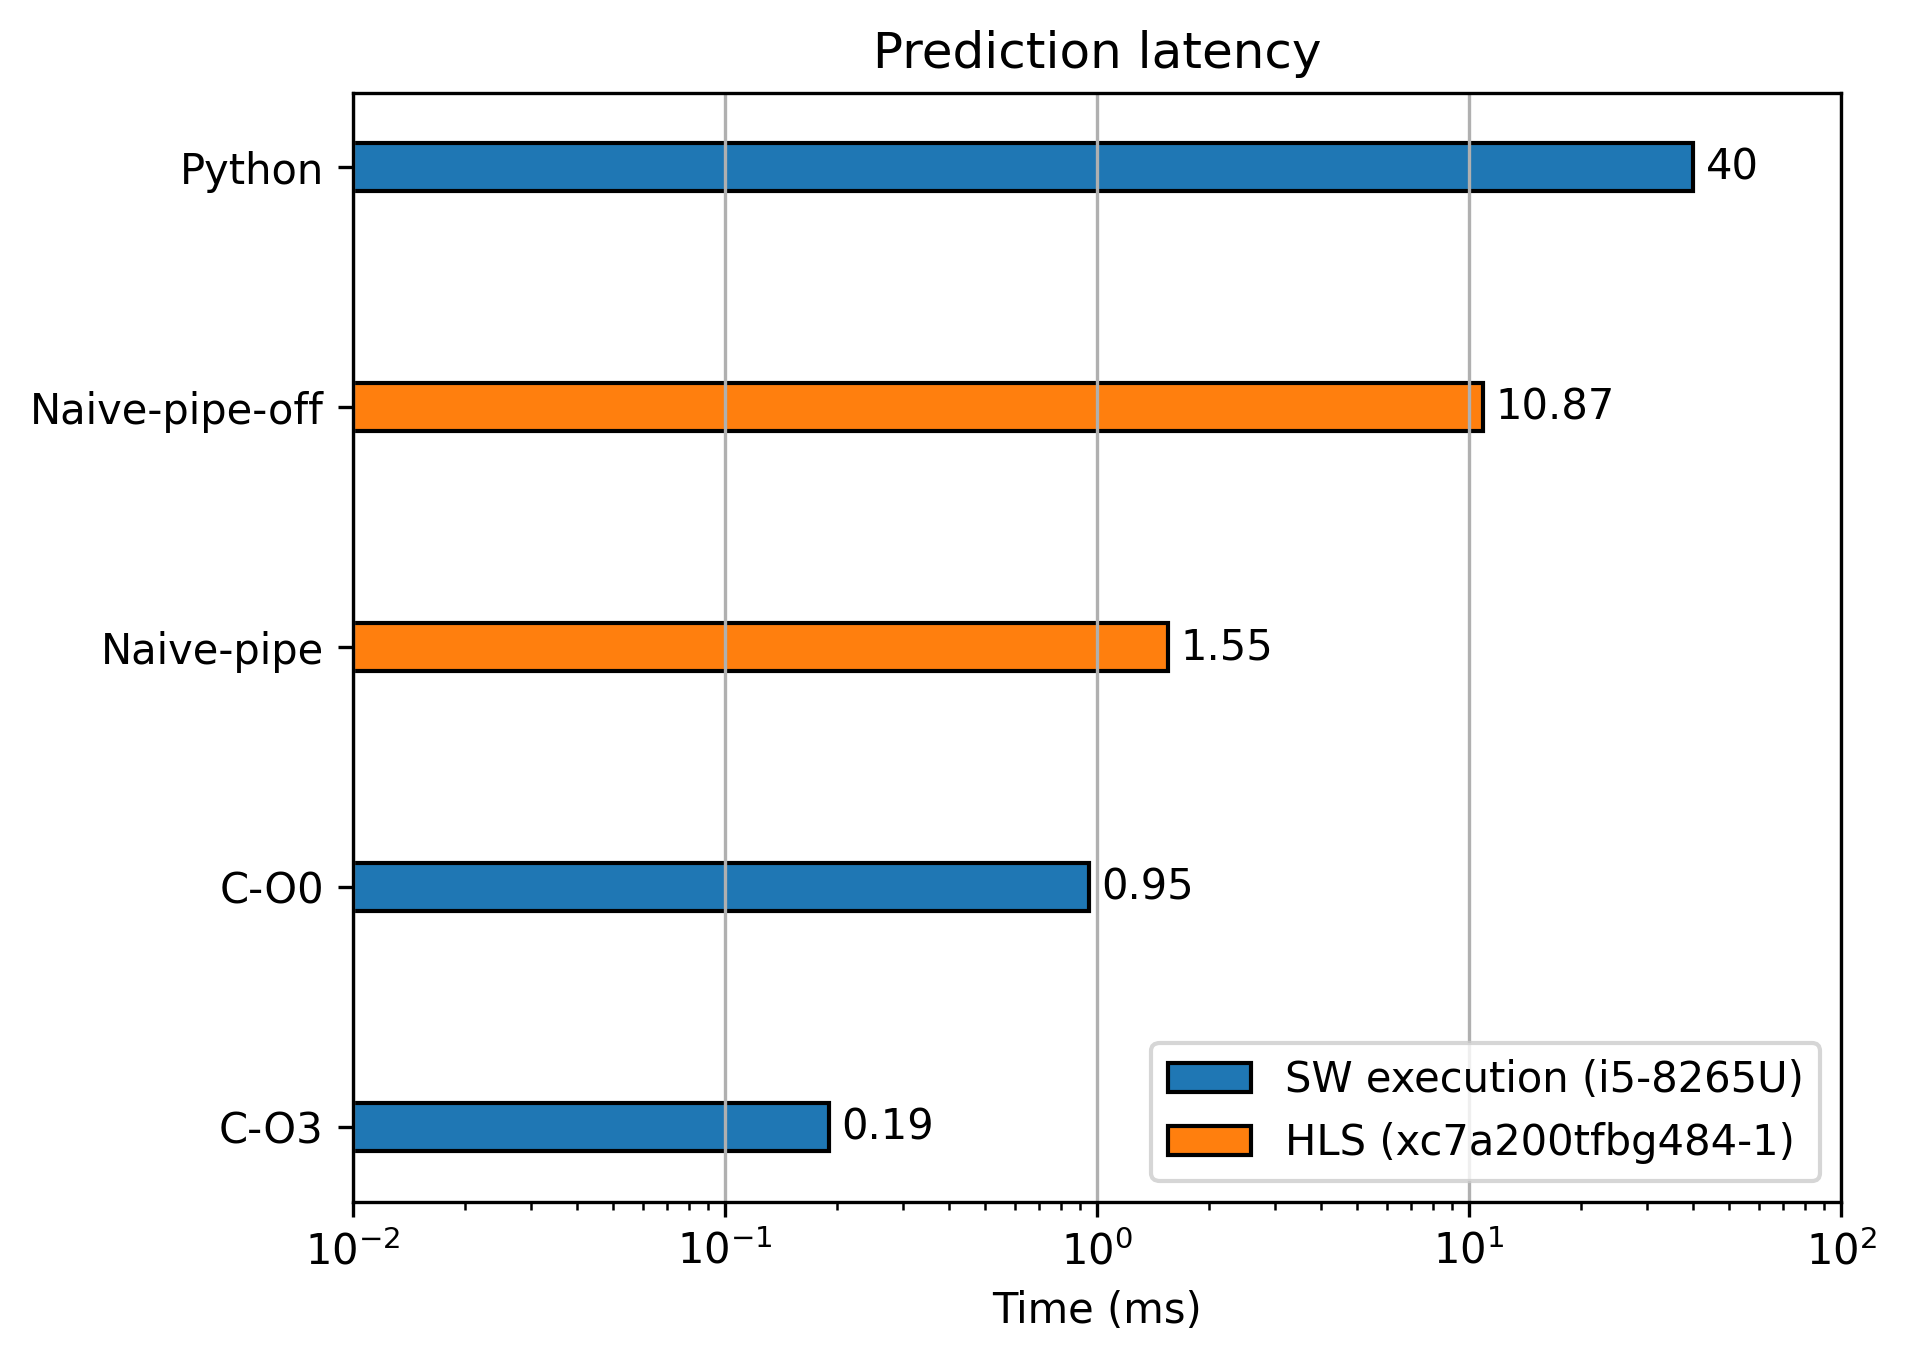 Prediction latency
Python
40
Naive-pipe-off
10.87
Naive-pipe
1.55
C-O0
0.95
C-O3
0.19
SW execution (i5-8265U)
HLS (xc7a200tfbg484-1)
10⁻² 10⁻¹ 10⁰ 10¹ 10²
Time (ms)